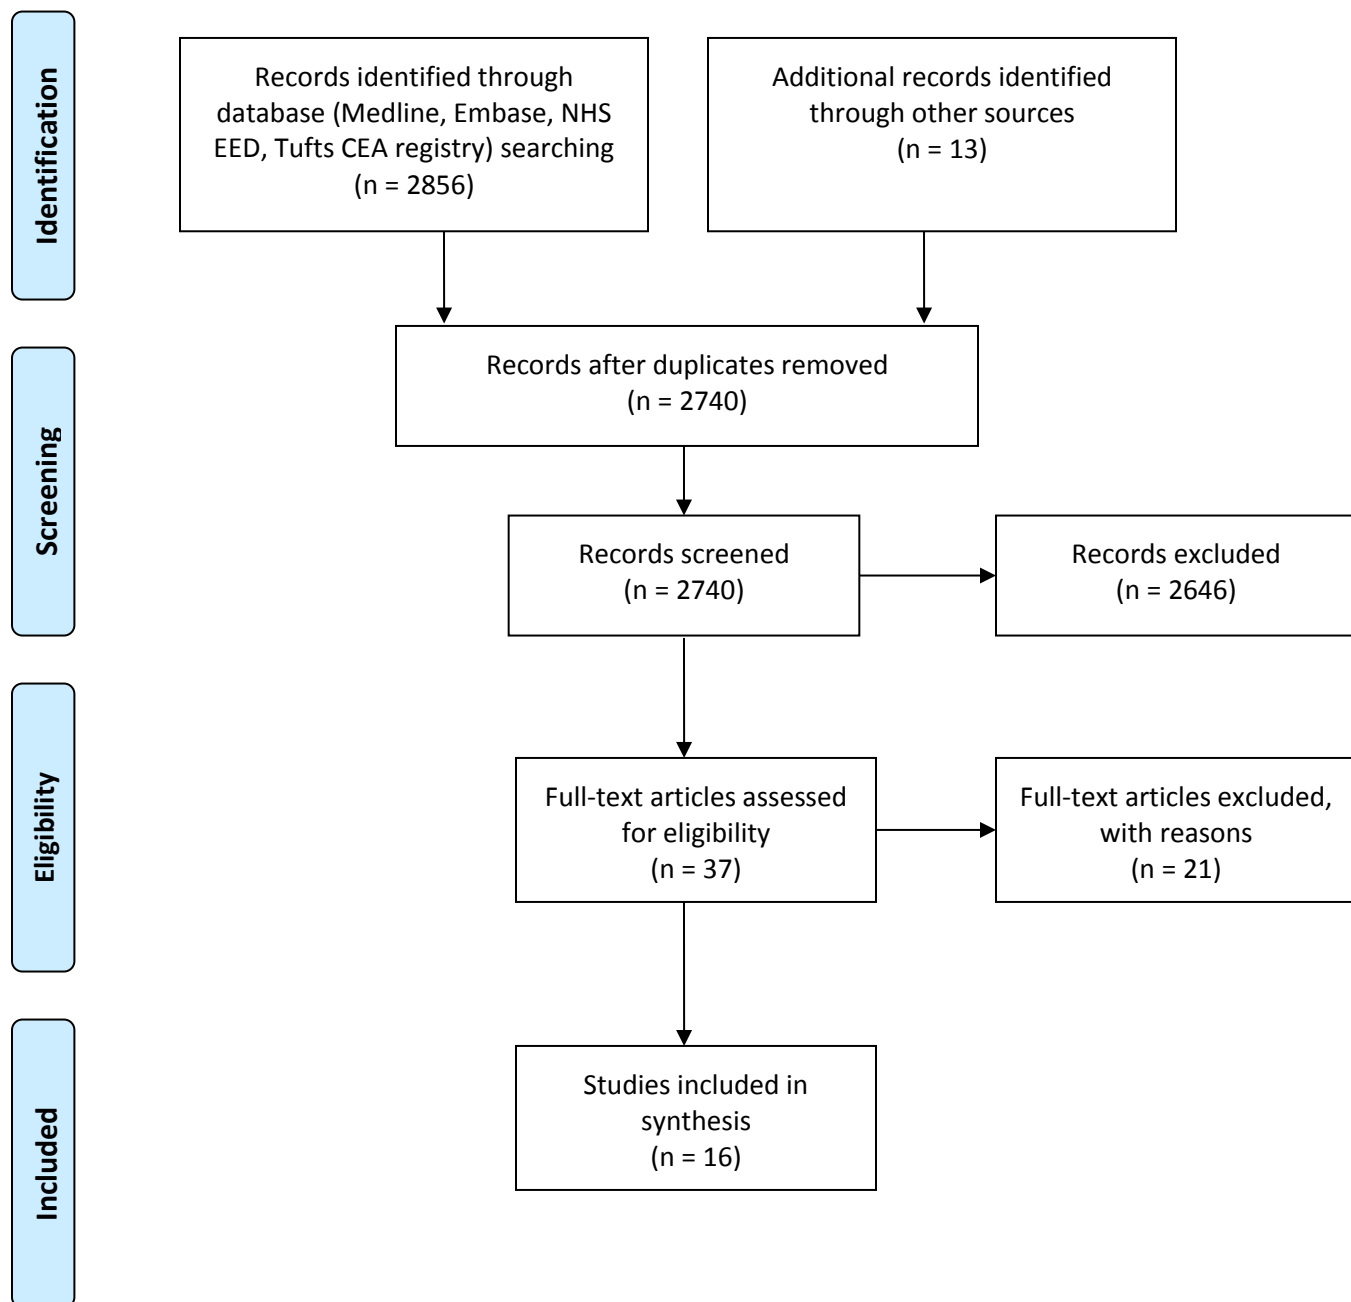 Identification
Records identified through
database (Medline, Embase, NHS
EED, Tufts CEA registry) searching
(n = 2856)
Additional records identified
through other sources
(n = 13)
Screening
Records after duplicates removed
(n = 2740)
Records screened
(n = 2740)
Records excluded
(n = 2646)
Eligibility
Full-text articles assessed
for eligibility
(n = 37)
Full-text articles excluded,
with reasons
(n = 21)
Included
Studies included in
synthesis
(n = 16)